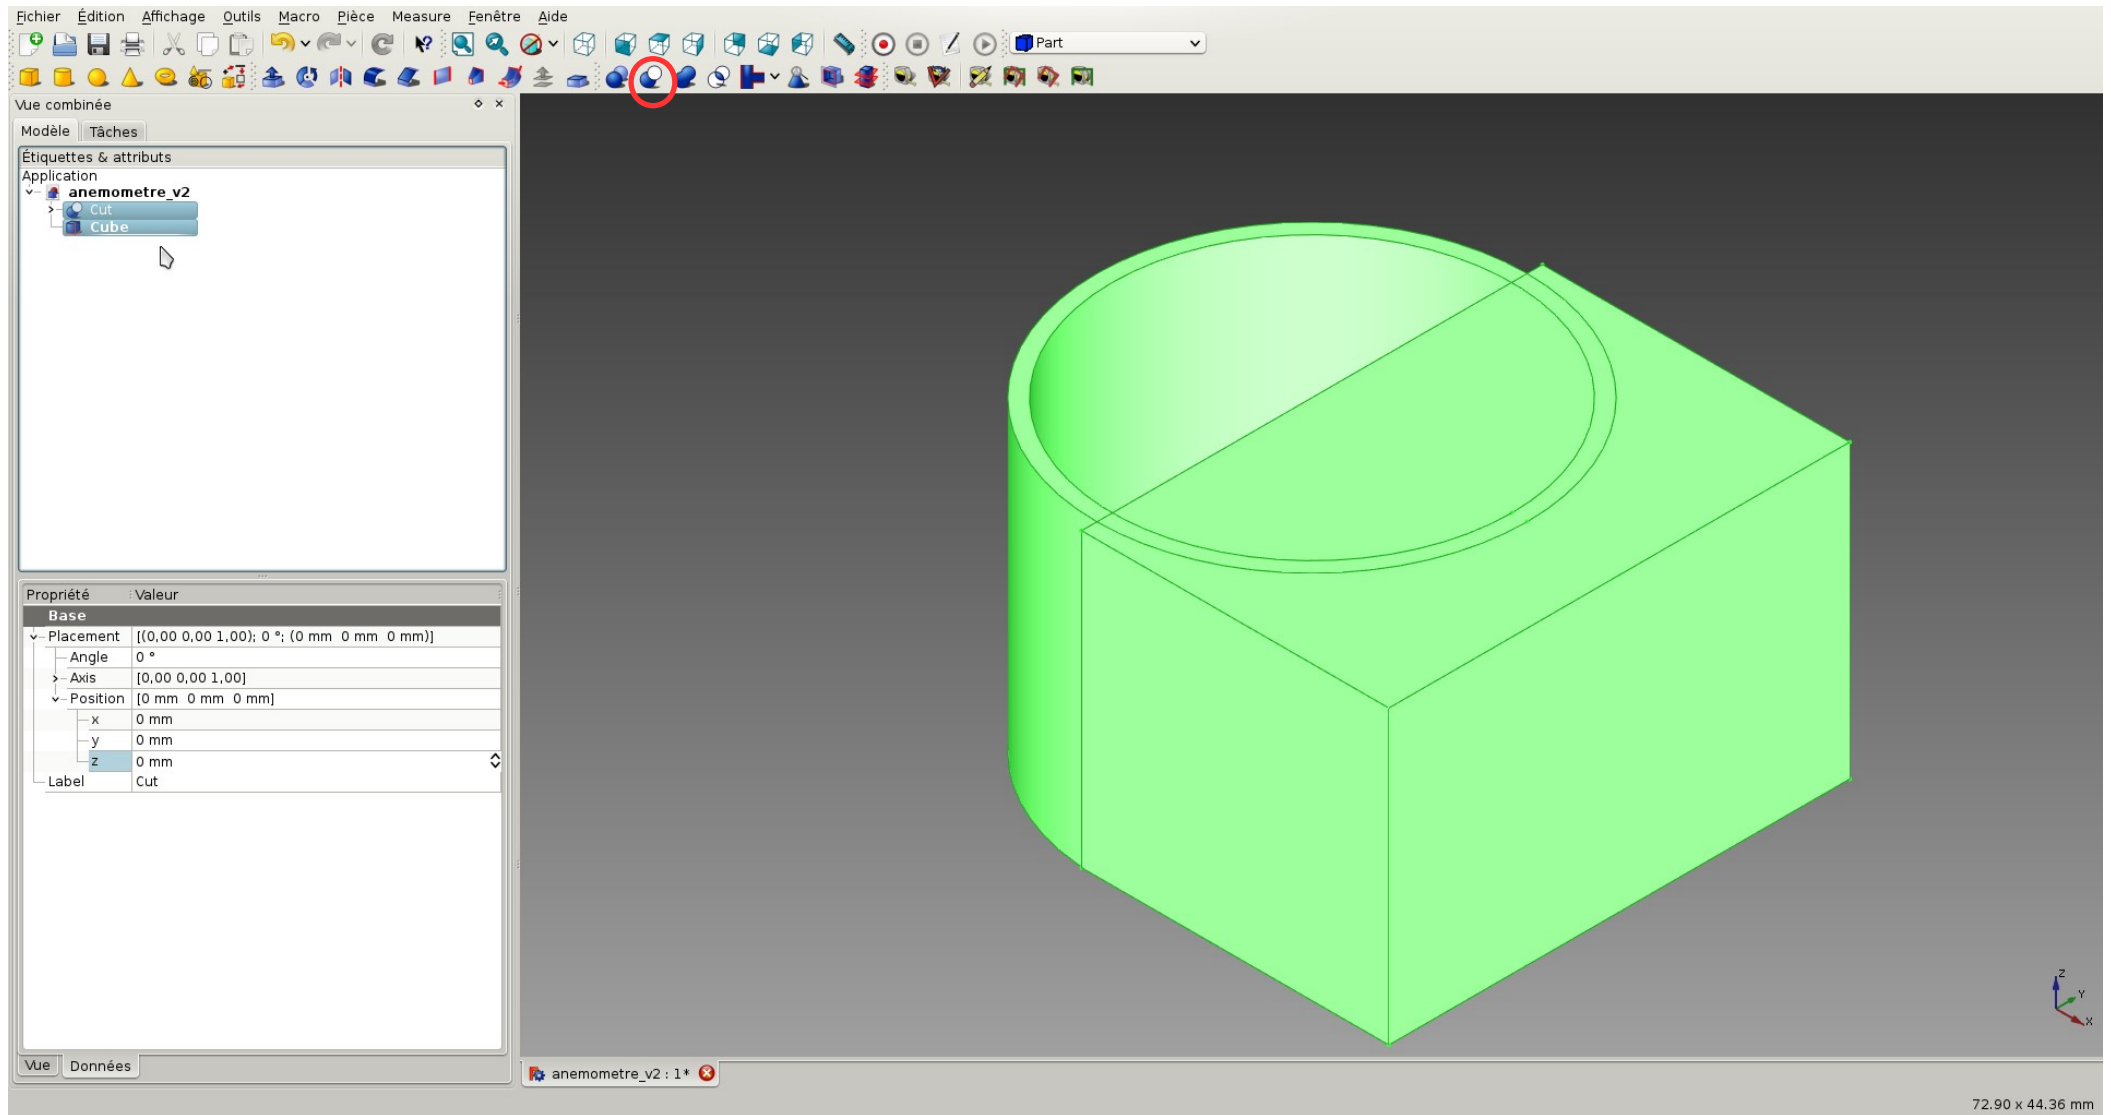 Fichier Édition Affichage Outils Macro Pièce Measure Fenêtre Aide
Part
Vue combinée
Modèle Tâches
Étiquettes & attributs
Application
anemometre_v2
Cut
Cube
Propriété Valeur
Base
Placement [(0,00 0,00 1,00); 0 °; (0 mm 0 mm 0 mm)]
Angle 0 °
Axis [0,00 0,00 1,00]
Position [0 mm 0 mm 0 mm]
x 0 mm
y 0 mm
z 0 mm
Label Cut
Vue Données
anemometre_v2 : 1*
Z
Y
X
72.90 x 44.36 mm